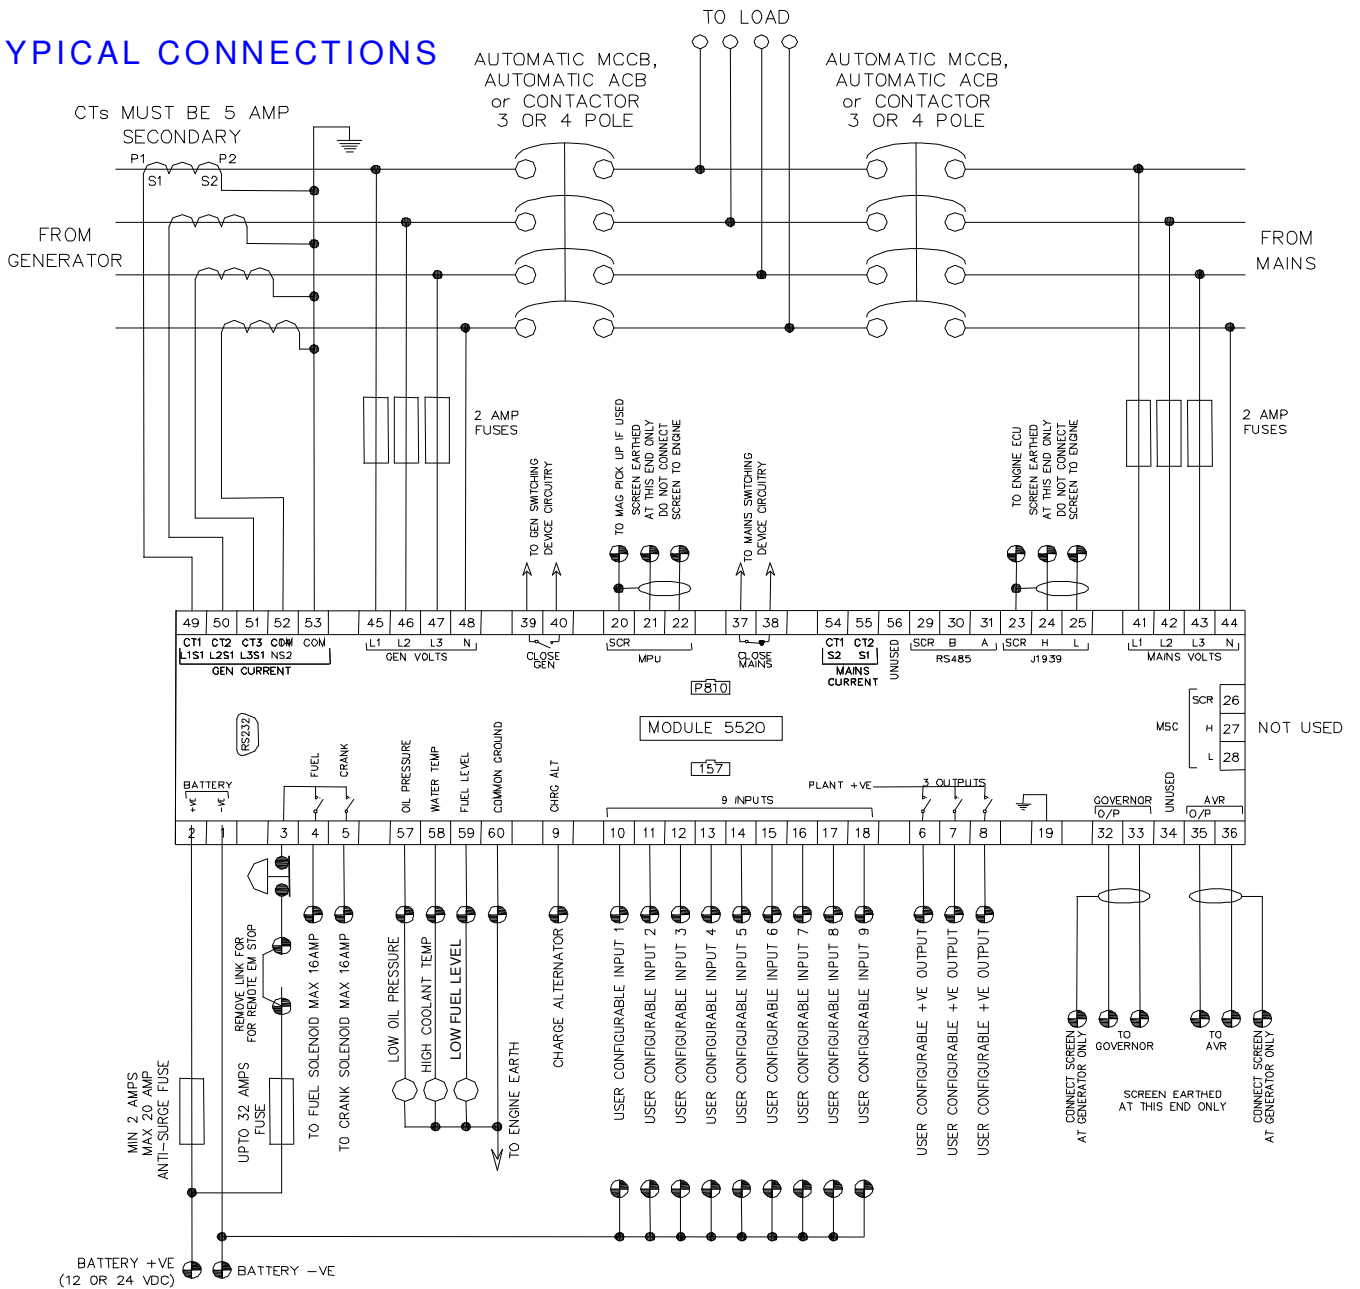 YPICAL CONNECTIONS
TO LOAD
AUTOMATIC MCCB,
AUTOMATIC ACB
or CONTACTOR
3 OR 4 POLE
AUTOMATIC MCCB,
AUTOMATIC ACB
or CONTACTOR
3 OR 4 POLE
CTs MUST BE 5 AMP
SECONDARY
P1 P2
S1 S2
FROM
GENERATOR
FROM
MAINS
2 AMP
FUSES
2 AMP
FUSES
TO GEN SWITCHING
DEVICE CIRCUITRY
TO MAG PICK UP IF USED
SCREEN EARTHED
AT THIS END ONLY
DO NOT CONNECT
SCREEN TO ENGINE
TO MAINS SWITCHING
DEVICE CIRCUITRY
TO ENGINE ECU
SCREEN EARTHED
AT THIS END ONLY
DO NOT CONNECT
SCREEN TO ENGINE
49 50 51 52 53 45 46 47 48 39 40 20 21 22 37 38 54 55 56 29 30 31 23 24 25 41 42 43 44
CT1 CT2 CT3 COM
L1S1 L2S1 L3S1 NS2
GEN CURRENT
L1 L2 L3 N
GEN VOLTS
CLOSE
GEN
SCR
MPU
CLOSE
MAINS
CT1 CT2
S2 S1
MAINS
CURRENT
UNUSED
SCR B A
RS485
SCR H L
J1939
L1 L2 L3 N
MAINS VOLTS
P810
MODULE 5520
157
RS232
SCR 26
MSC H 27 NOT USED
L 28
BATTERY
+VE
-VE
FUEL
CRANK
OIL PRESSURE
WATER TEMP
FUEL LEVEL
COMMON GROUND
CHRG ALT
9 INPUTS
PLANT +VE
3 OUTPUTS
GOVERNOR
O/P
UNUSED
AVR
O/P
2 1 3 4 5 57 58 59 60 9 10 11 12 13 14 15 16 17 18 6 7 8 19 32 33 34 35 36
MIN 2 AMPS
MAX 20 AMP
ANTI-SURGE FUSE
REMOVE LINK FOR
FOR REMOTE EM STOP
UPTO 32 AMPS
FUSE
TO FUEL SOLENOID MAX 16AMP
TO CRANK SOLENOID MAX 16AMP
LOW OIL PRESSURE
HIGH COOLANT TEMP
LOW FUEL LEVEL
TO ENGINE EARTH
CHARGE ALTERNATOR
USER CONFIGURABLE INPUT 1
USER CONFIGURABLE INPUT 2
USER CONFIGURABLE INPUT 3
USER CONFIGURABLE INPUT 4
USER CONFIGURABLE INPUT 5
USER CONFIGURABLE INPUT 6
USER CONFIGURABLE INPUT 7
USER CONFIGURABLE INPUT 8
USER CONFIGURABLE INPUT 9
USER CONFIGURABLE +VE OUTPUT
USER CONFIGURABLE +VE OUTPUT
USER CONFIGURABLE +VE OUTPUT
CONNECT SCREEN
AT GENERATOR ONLY
TO
GOVERNOR
TO
AVR
CONNECT SCREEN
AT GENERATOR ONLY
SCREEN EARTHED
AT THIS END ONLY
BATTERY +VE
(12 OR 24 VDC)
BATTERY -VE